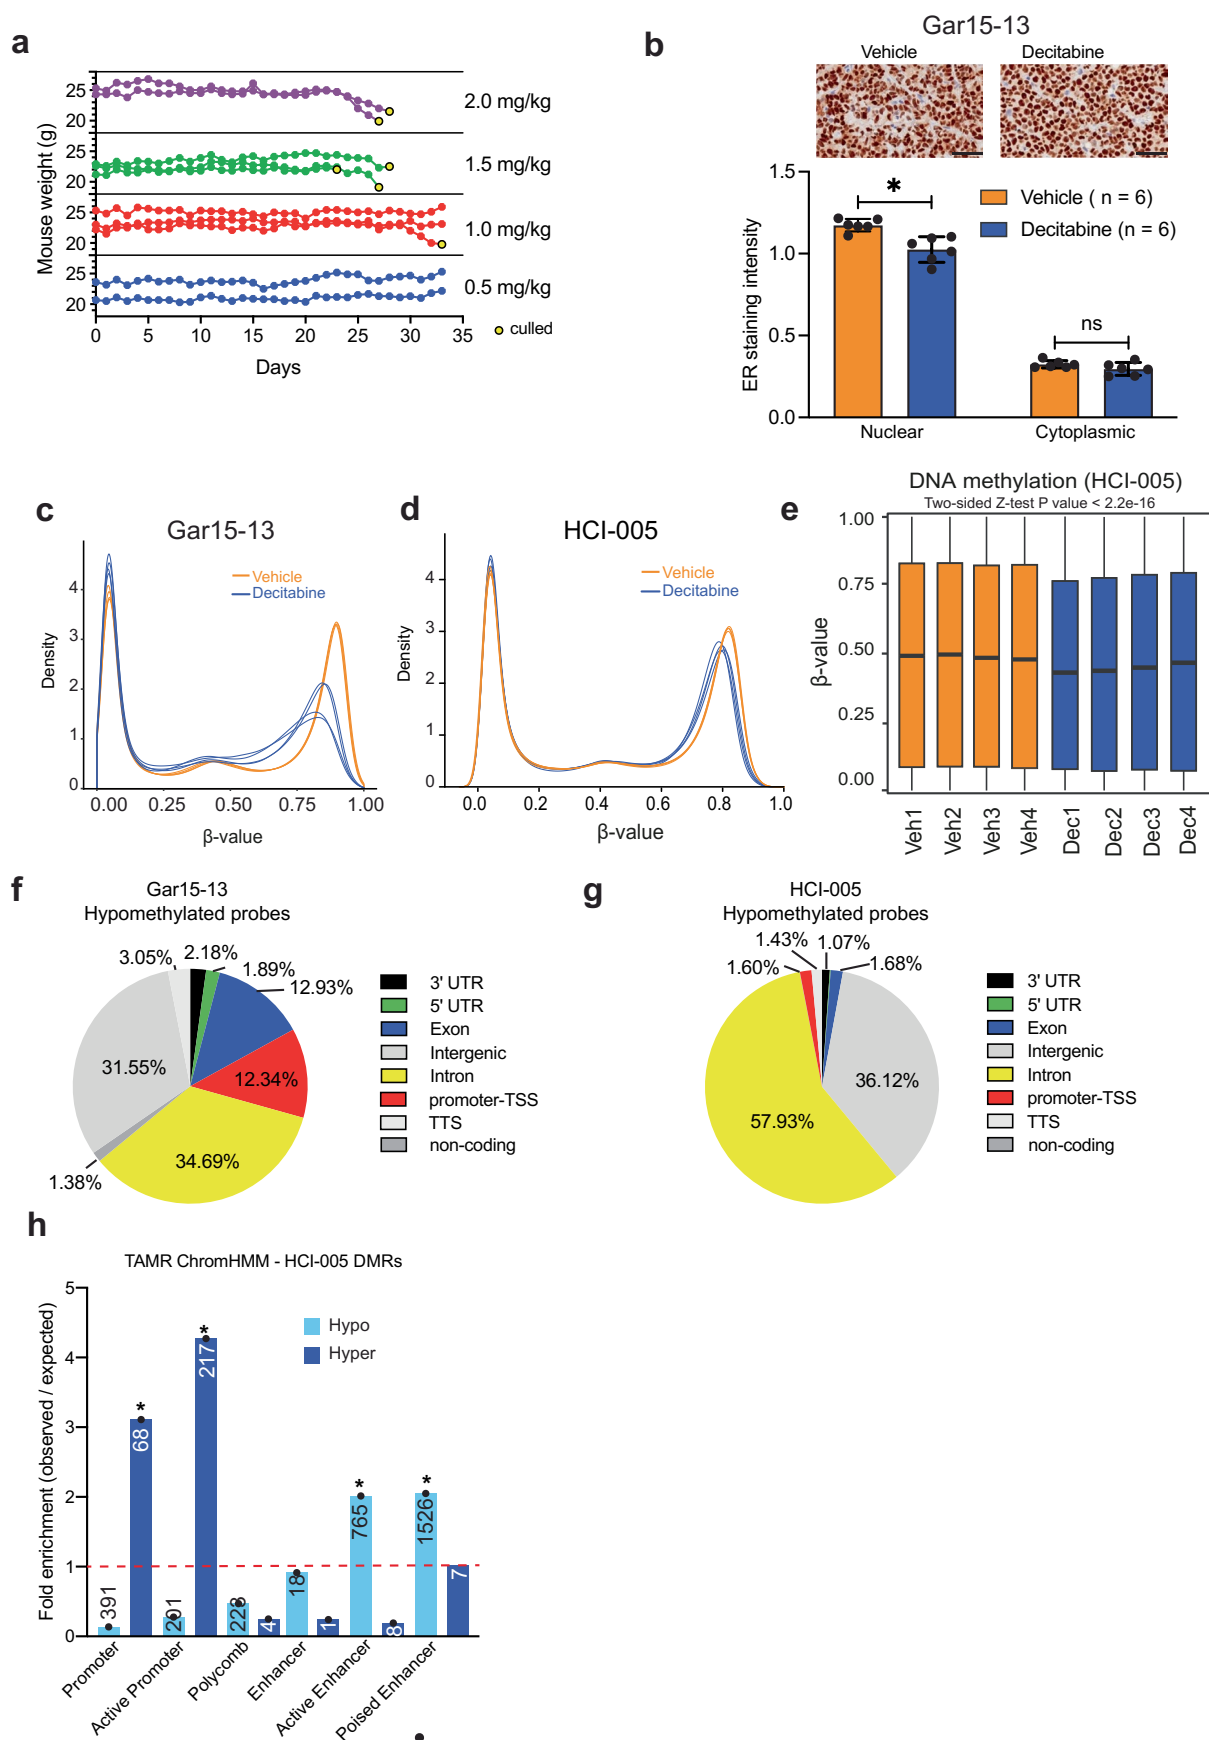 a
Mouse weight (g)
25
20
2.0 mg/kg
25
20
1.5 mg/kg
25
20
1.0 mg/kg
25
20
0.5 mg/kg
0 5 10 15 20 25 30 35
culled
Days
b
Gar15-13
Vehicle Decitabine
ER staining intensity
1.5
1.0
0.5
0.0
*
ns
Vehicle ( n = 6)
Decitabine (n = 6)
Nuclear Cytoplasmic
c
Gar15-13
Vehicle
Decitabine
Density
4
3
2
1
0
0.00 0.25 0.50 0.75 1.00
β-value
d
HCI-005
Vehicle
Decitabine
Density
4
3
2
1
0
0.0 0.2 0.4 0.6 0.8 1.0
β-value
e
DNA methylation (HCI-005)
Two-sided Z-test P value < 2.2e-16
β-value
1.00
0.75
0.50
0.25
0.00
Veh1 Veh2 Veh3 Veh4 Dec1 Dec2 Dec3 Dec4
f
Gar15-13
Hypomethylated probes
3.05% 2.18%
1.89%
12.93%
31.55%
12.34%
34.69%
1.38%
3' UTR
5' UTR
Exon
Intergenic
Intron
promoter-TSS
TTS
non-coding
g
HCI-005
Hypomethylated probes
1.43% 1.07%
1.60% 1.68%
36.12%
57.93%
3' UTR
5' UTR
Exon
Intergenic
Intron
promoter-TSS
TTS
non-coding
h
TAMR ChromHMM - HCI-005 DMRs
Fold enrichment (observed / expected)
5
4
3
2
1
0
Hypo
Hyper
* * * *
391 68 201 217 223 4 18 1 765 8 1526 7
Promoter
Active Promoter
Polycomb
Enhancer
Active Enhancer
Poised Enhancer